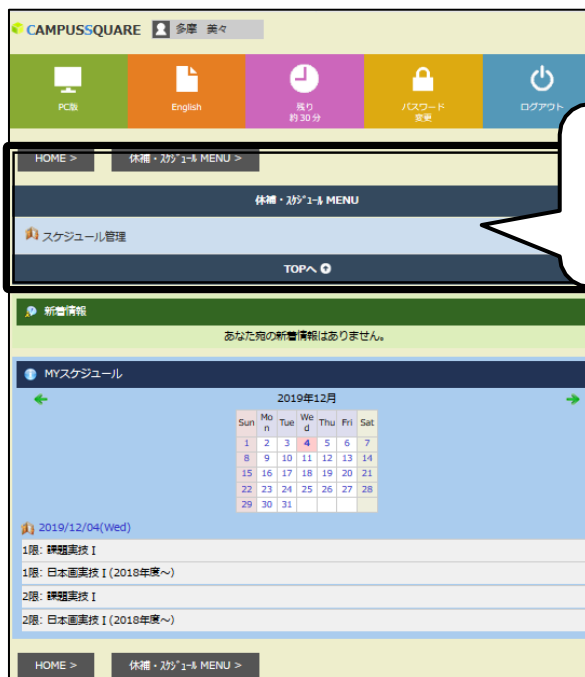 CAMPUSSQUARE 多摩 美々
PC版 English 残り 約30分 パスワード 変更 ログアウト
HOME > 休補・ｽｹｼﾞｭｰﾙ MENU >
休補・ｽｹｼﾞｭｰﾙ MENU
スケジュール管理
TOPへ
新着情報
あなた宛の新着情報はありません。
MYスケジュール
2019年12月
Sun Mon Tue Wed Thu Fri Sat
1 2 3 4 5 6 7
8 9 10 11 12 13 14
15 16 17 18 19 20 21
22 23 24 25 26 27 28
29 30 31
2019/12/04(Wed)
1限: 課題実技Ⅰ
1限: 日本画実技Ⅰ(2018年度～)
2限: 課題実技Ⅰ
2限: 日本画実技Ⅰ(2018年度～)
HOME > 休補・ｽｹｼﾞｭｰﾙ MENU >